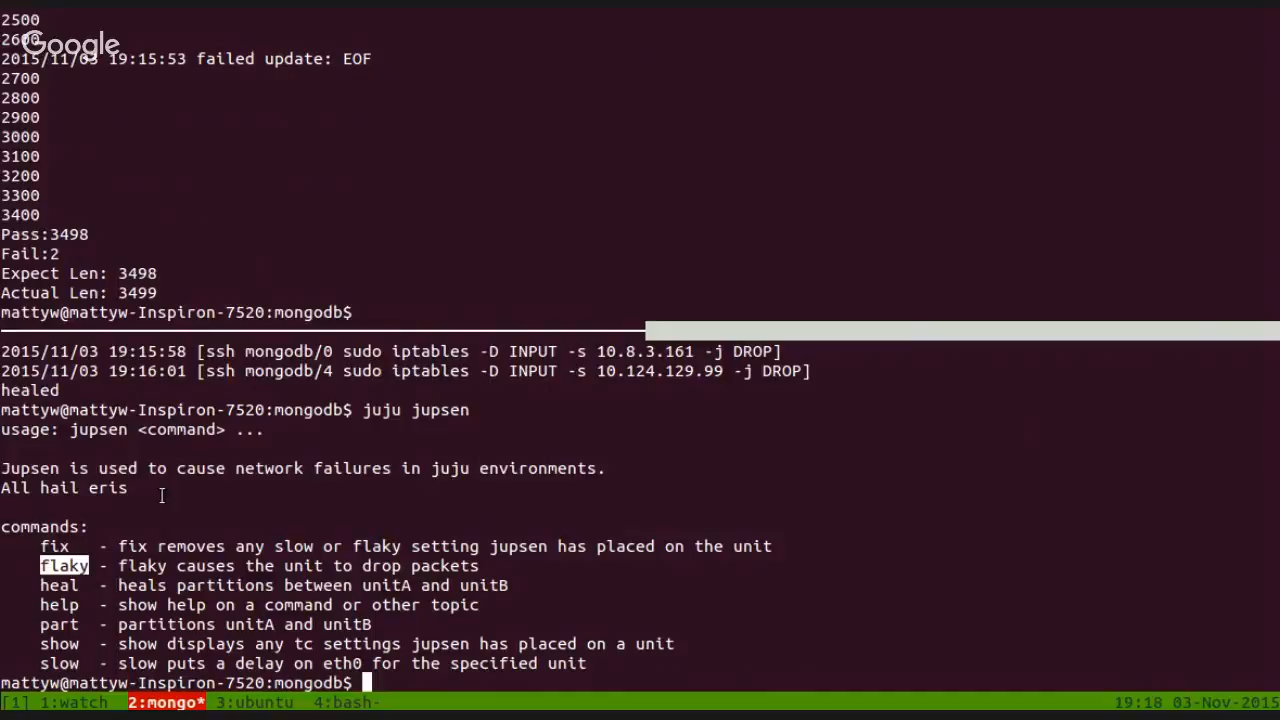 2500
2600
Google
2015/11/03 19:15:53 failed update: EOF
2700
2800
2900
3000
3100
3200
3300
3400
Pass:3498
Fail:2
Expect Len: 3498
Actual Len: 3499
mattyw@mattyw-Inspiron-7520:mongodb$
2015/11/03 19:15:58 [ssh mongodb/0 sudo iptables -D INPUT -s 10.8.3.161 -j DROP]
2015/11/03 19:16:01 [ssh mongodb/4 sudo iptables -D INPUT -s 10.124.129.99 -j DROP]
healed
mattyw@mattyw-Inspiron-7520:mongodb$ juju jupsen
usage: jupsen <command> ...
Jupsen is used to cause network failures in juju environments.
All hail eris
commands:
fix - fix removes any slow or flaky setting jupsen has placed on the unit
flaky - flaky causes the unit to drop packets
heal - heals partitions between unitA and unitB
help - show help on a command or other topic
part - partitions unitA and unitB
show - show displays any tc settings jupsen has placed on a unit
slow - slow puts a delay on eth0 for the specified unit
mattyw@mattyw-Inspiron-7520:mongodb$
[1] 1:watch 2:mongo* 3:ubuntu 4:bash- 19:18 03-Nov-2015